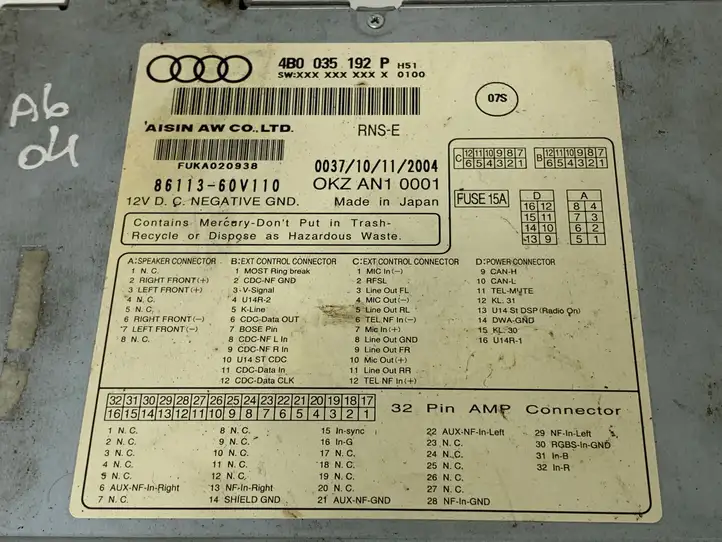 A6
04
4B0 035 192 P H51
SW:XXX XXX XXX X 0100
07S
AISIN AW CO.,LTD.
RNS-E
FUKA020938
0037/10/11/2004
86113-60V110
OKZ AN1 0001
12V D. C. NEGATIVE GND.
Made in Japan
Contains Mercury-Don't Put in Trash-
Recycle or Dispose as Hazardous Waste.
C 12 11 10 9 8 7
6 5 4 3 2 1
B 12 11 10 9 8 7
6 5 4 3 2 1
FUSE 15A
D
16 12
15 11
14 10
13 9
A
8 4
7 3
6 2
5 1
A:SPEAKER CONNECTOR
1 N. C.
2 RIGHT FRONT(+)
3 LEFT FRONT(+)
4 N. C.
5 N. C.
6 RIGHT FRONT(-)
7 LEFT FRONT(-)
8 N. C.
B:EXT CONTROL CONNECTOR
1 MOST Ring break
2 CDC-NF GND
3 V-Signal
4 U14R-2
5 K-Line
6 CDC-Data OUT
7 BOSE Pin
8 CDC-NF L In
9 CDC-NF R In
10 U14 ST CDC
11 CDC-Data In
12 CDC-Data CLK
C:EXT CONTROL CONNECTOR
1 MIC In(-)
2 RFSL
3 Line Out FL
4 MIC Out(-)
5 Line Out RL
6 TEL NF In(-)
7 Mic In(+)
8 Line Out GND
9 Line Out FR
10 Mic Out(+)
11 Line Out RR
12 TEL NF In(+)
D:POWER CONNECTOR
9 CAN-H
10 CAN-L
11 TEL-MUTE
12 KL. 31
13 U14 St DSP (Radio On)
14 DWA-GND
15 KL. 30
16 U14R-1
32 31 30 29 28 27 26 25 24 23 22 21 20 19 18 17
16 15 14 13 12 11 10 9 8 7 6 5 4 3 2 1
32 Pin AMP Connector
1 N. C.
2 N. C.
3 N. C.
4 N. C.
5 N. C.
6 AUX-NF-In-Right
7 N. C.
8 N. C.
9 N. C.
10 N. C.
11 N. C.
12 N. C.
13 NF-In-Right
14 SHIELD GND
15 In-sync
16 In-G
17 N. C.
18 N. C.
19 N. C.
20 N. C.
21 AUX-NF-GND
22 AUX-NF-In-Left
23 N. C.
24 N. C.
25 N. C.
26 N. C.
27 N. C.
28 NF-In-GND
29 NF-In-Left
30 RGBS-In-GND
31 In-B
32 In-R